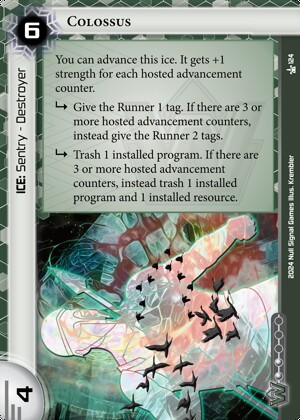 6
COLOSSUS
ICE: Sentry - Destroyer
You can advance this ice. It gets +1
strength for each hosted advancement
counter.
↳ Give the Runner 1 tag. If there are 3 or
more hosted advancement counters,
instead give the Runner 2 tags.
↳ Trash 1 installed program. If there are
3 or more hosted advancement
counters, instead trash 1 installed
program and 1 installed resource.
124
2024 Null Signal Games Illus. Krembler
4